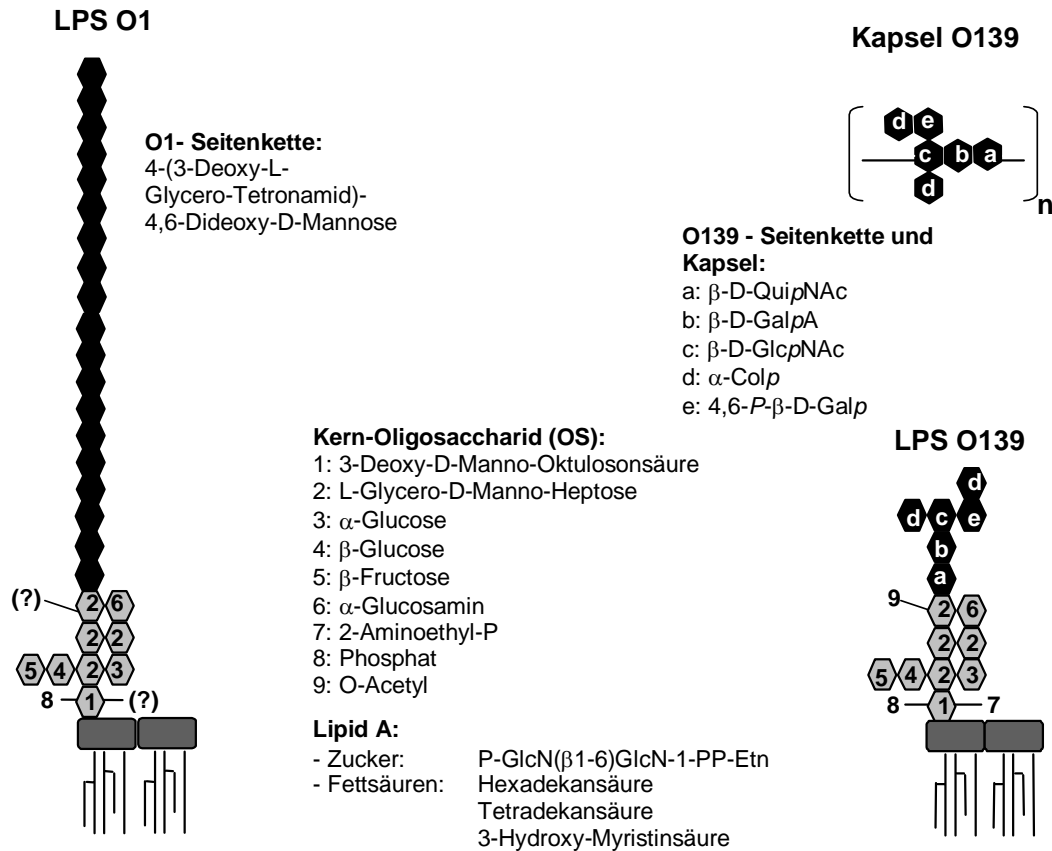 LPS O1
Kapsel O139
d e
c b a
d
n
O1- Seitenkette:
4-(3-Deoxy-L-
Glycero-Tetronamid)-
4,6-Dideoxy-D-Mannose
O139 - Seitenkette und
Kapsel:
a: β-D-QuipNAc
b: β-D-GalpA
c: β-D-GlcpNAc
d: α-Colp
e: 4,6-P-β-D-Galp
Kern-Oligosaccharid (OS):
1: 3-Deoxy-D-Manno-Oktulosonsäure
2: L-Glycero-D-Manno-Heptose
3: α-Glucose
4: β-Glucose
5: β-Fructose
6: α-Glucosamin
7: 2-Aminoethyl-P
8: Phosphat
9: O-Acetyl
Lipid A:
- Zucker: P-GlcN(β1-6)GlcN-1-PP-Etn
- Fettsäuren: Hexadekansäure
Tetradekansäure
3-Hydroxy-Myristinsäure
(?) 2 6
2 2
5 4 2 3
8 1 (?)
LPS O139
d
d c e
b
a
9 2 6
2 2
5 4 2 3
8 1 7